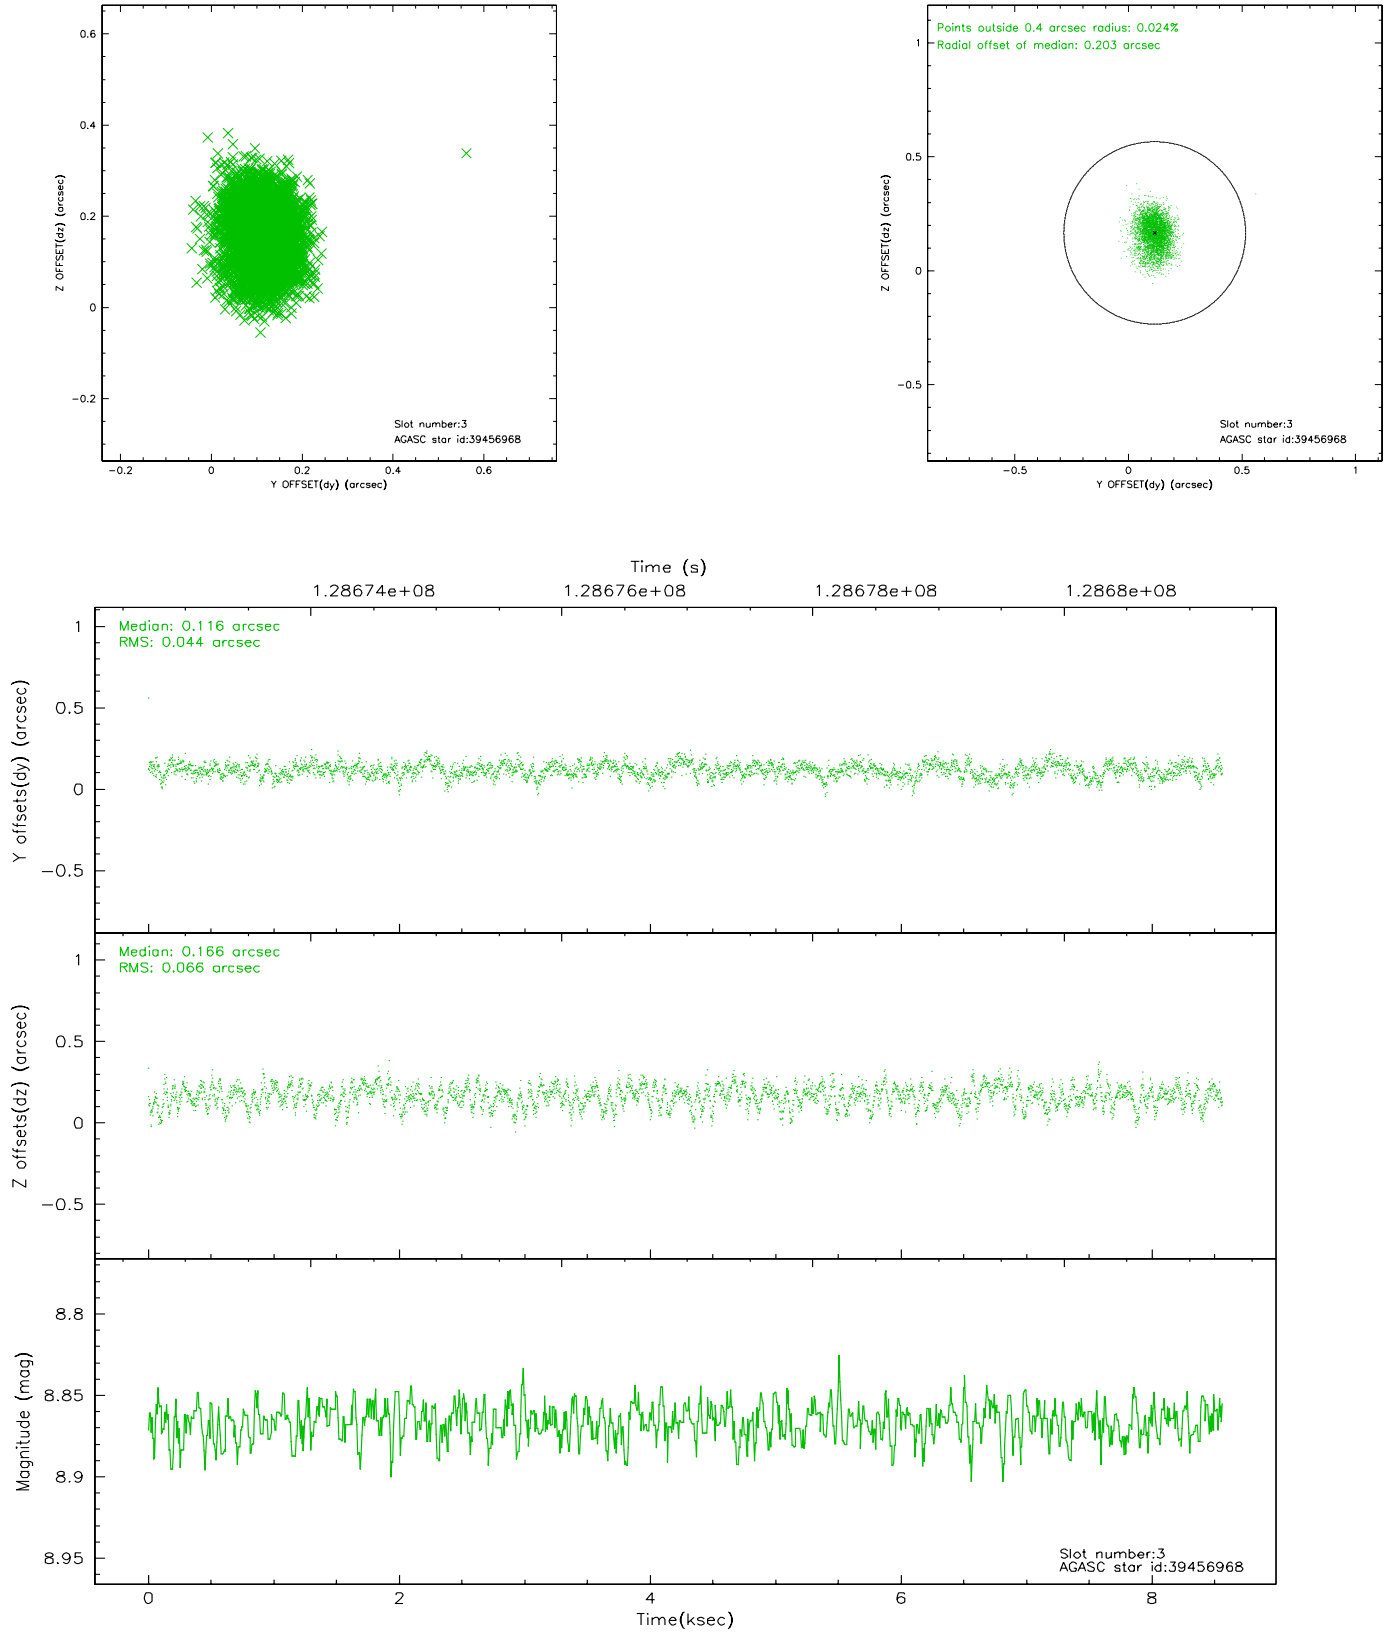 0.6
0.4
0.2
0
−0.2
Z OFFSET(dz) (arcsec)
Slot number:3
AGASC star id:39456968
−0.2 0 0.2 0.4 0.6
Y OFFSET(dy) (arcsec)
Points outside 0.4 arcsec radius: 0.024%
Radial offset of median: 0.203 arcsec
1
0.5
0
−0.5
Z OFFSET(dz) (arcsec)
Slot number:3
AGASC star id:39456968
−0.5 0 0.5 1
Y OFFSET(dy) (arcsec)
Time (s)
1.28674e+08 1.28676e+08 1.28678e+08 1.2868e+08
Median: 0.116 arcsec
RMS: 0.044 arcsec
1
0.5
0
−0.5
Y offsets(dy) (arcsec)
Median: 0.166 arcsec
RMS: 0.066 arcsec
1
0.5
0
−0.5
Z offsets(dz) (arcsec)
8.8
8.85
8.9
8.95
Magnitude (mag)
Slot number:3
AGASC star id:39456968
0 2 4 6 8
Time(ksec)